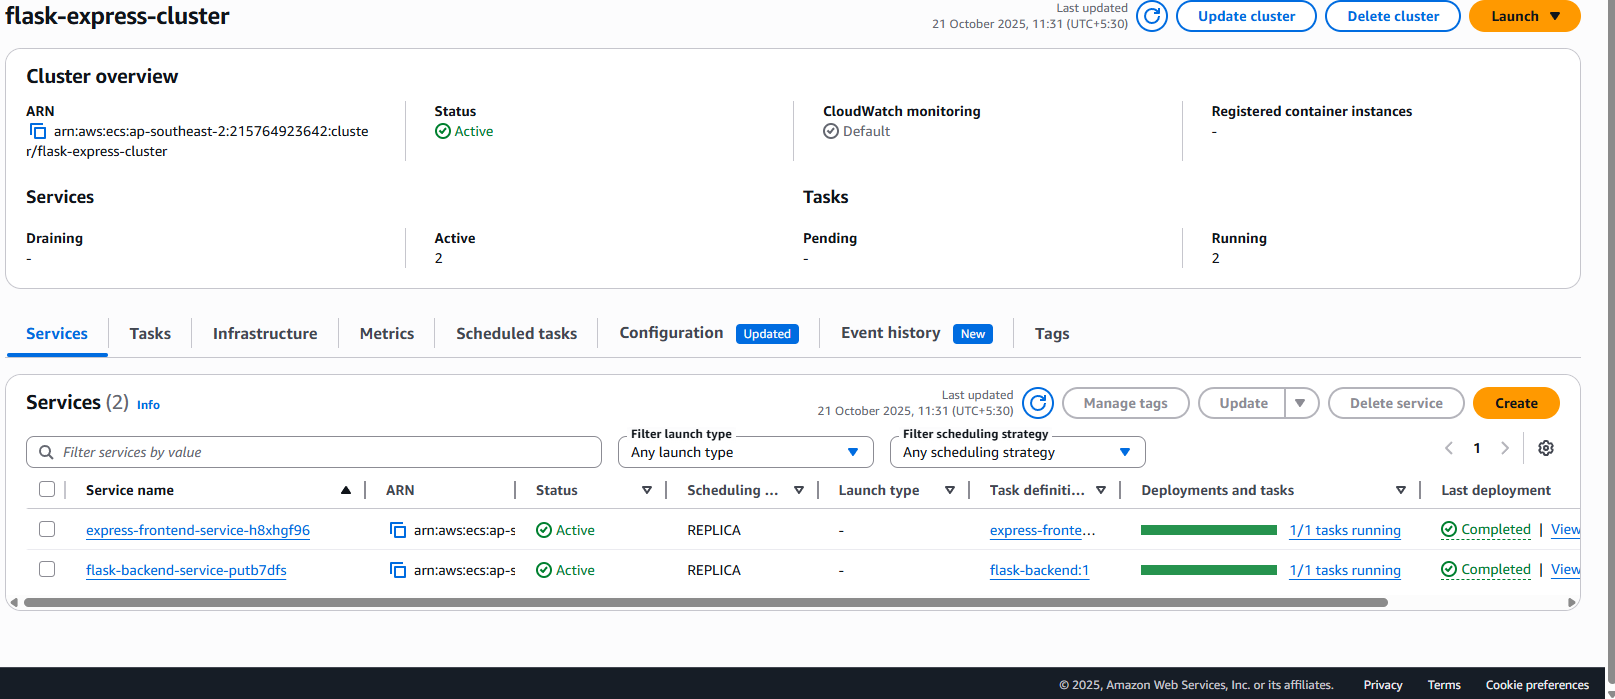 flask-express-cluster
Last updated
21 October 2025, 11:31 (UTC+5:30)
Update cluster
Delete cluster
Launch
Cluster overview
ARN
arn:aws:ecs:ap-southeast-2:215764923642:cluste
r/flask-express-cluster
Status
Active
CloudWatch monitoring
Default
Registered container instances
-
Services
Tasks
Draining
-
Active
2
Pending
-
Running
2
Services
Tasks
Infrastructure
Metrics
Scheduled tasks
Configuration Updated
Event history New
Tags
Services (2) Info
Last updated
21 October 2025, 11:31 (UTC+5:30)
Manage tags
Update
Delete service
Create
Filter services by value
Filter launch type
Any launch type
Filter scheduling strategy
Any scheduling strategy
1
Service name ARN Status Scheduling ... Launch type Task definiti... Deployments and tasks Last deployment
express-frontend-service-h8xhgf96 arn:aws:ecs:ap-s Active REPLICA - express-fronte... 1/1 tasks running Completed | View
flask-backend-service-putb7dfs arn:aws:ecs:ap-s Active REPLICA - flask-backend:1 1/1 tasks running Completed | View
© 2025, Amazon Web Services, Inc. or its affiliates. Privacy Terms Cookie preferences